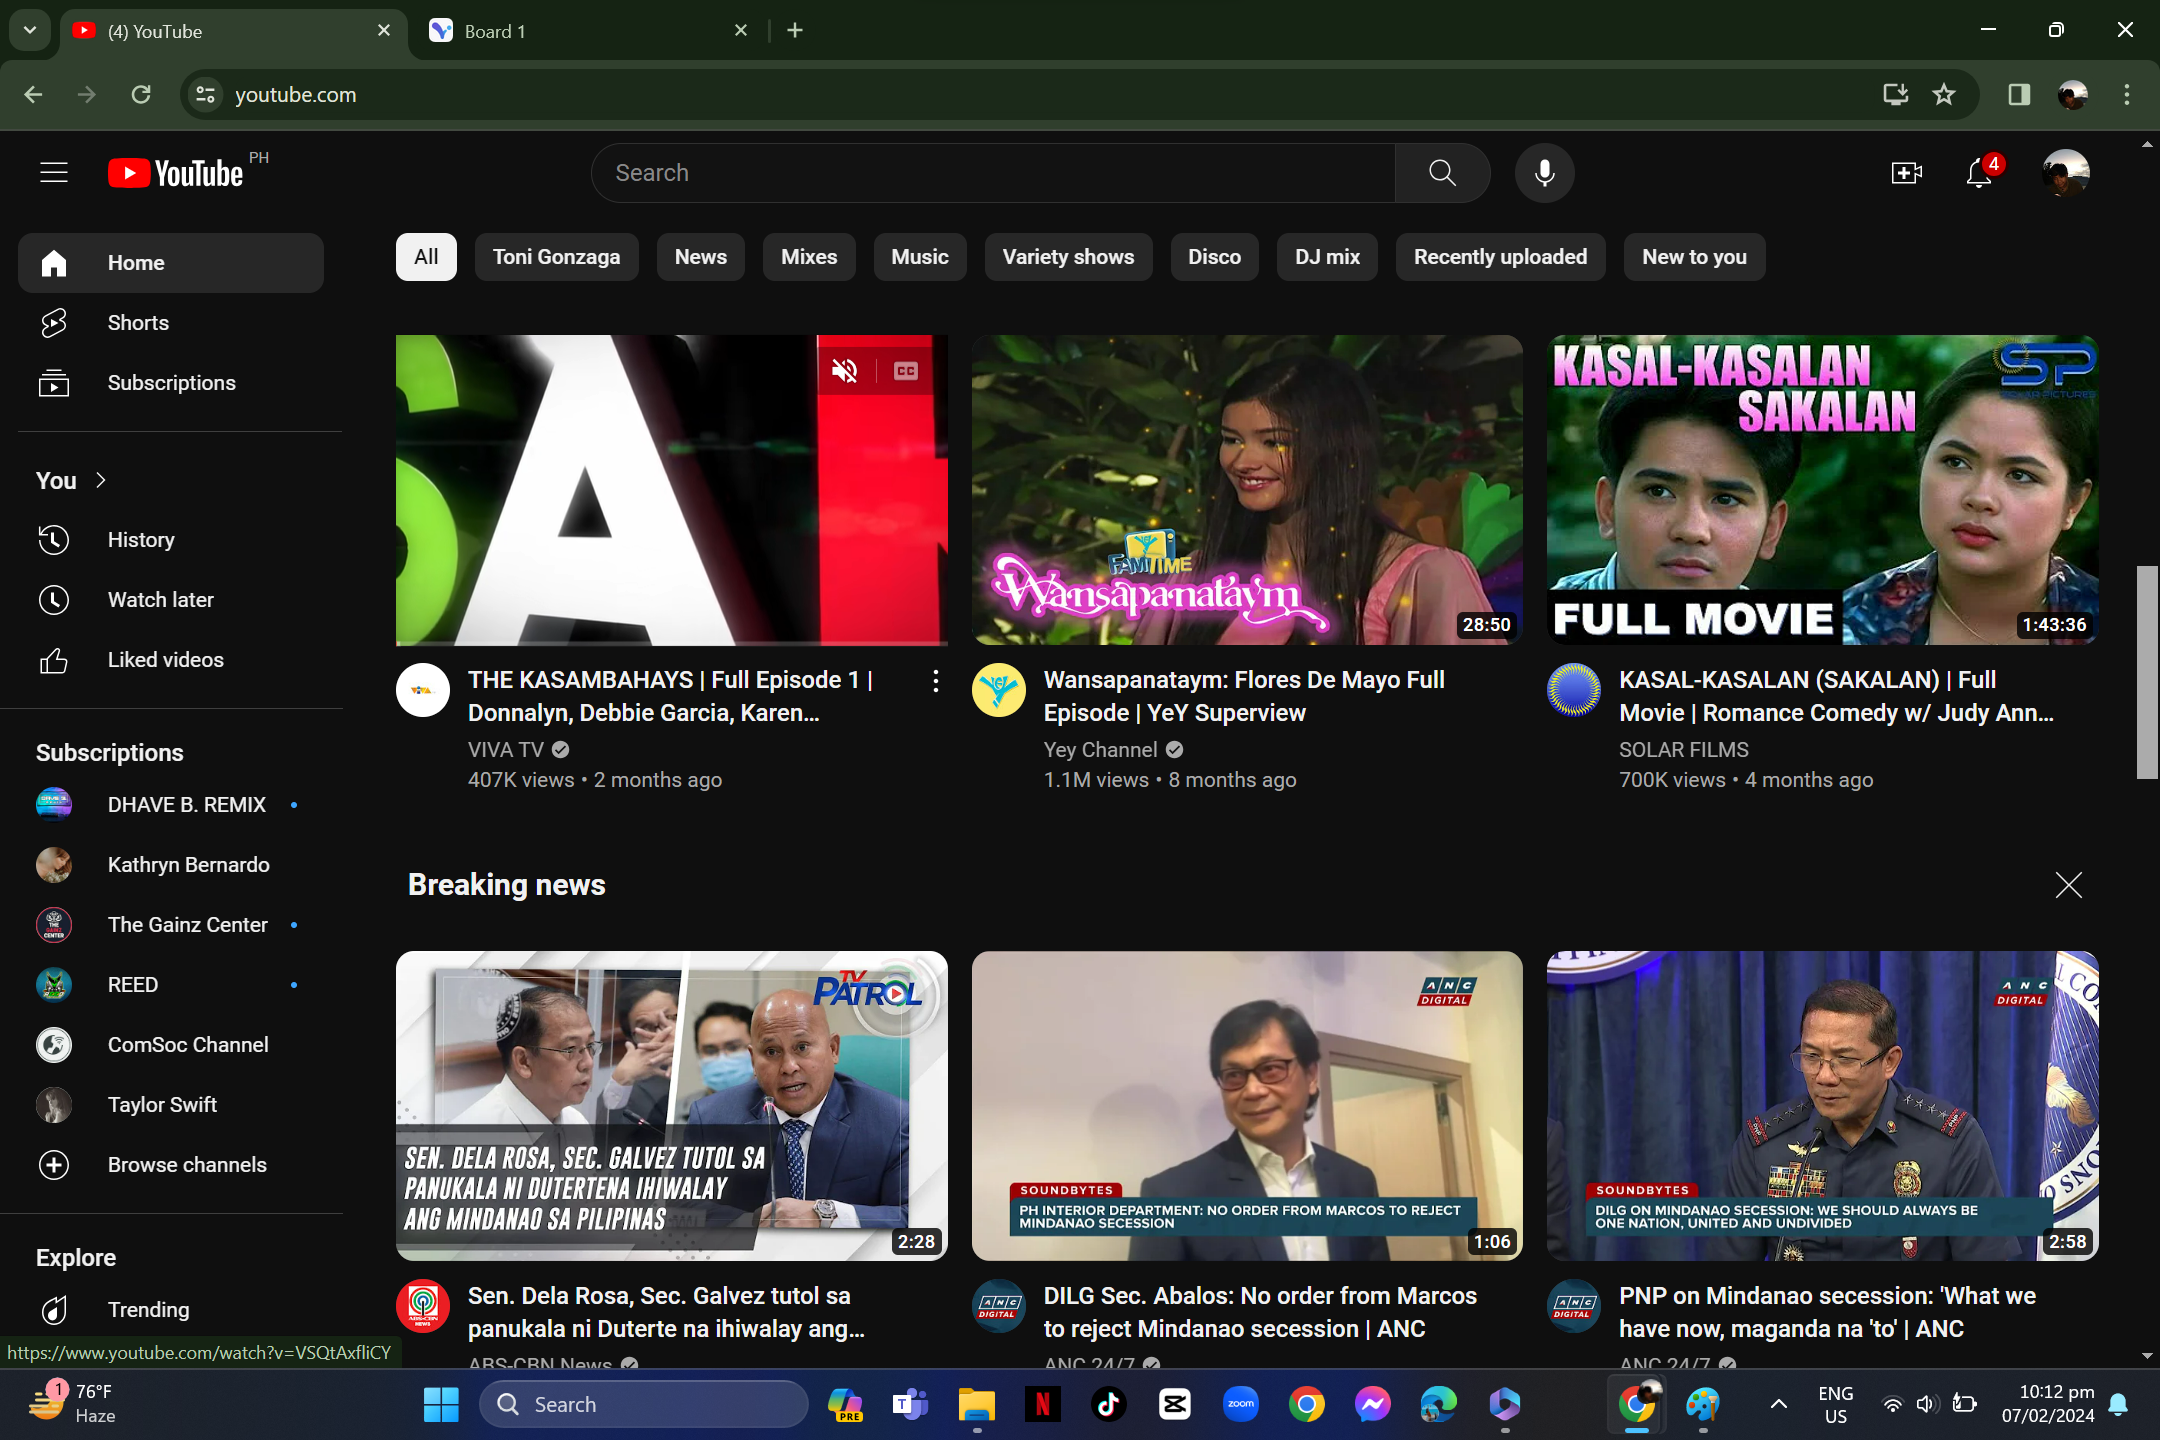 (4) YouTube
Board 1
youtube.com
YouTube PH
Search
4
Home
Shorts
Subscriptions
You
History
Watch later
Liked videos
Subscriptions
DHAVE B. REMIX
Kathryn Bernardo
The Gainz Center
REED
ComSoc Channel
Taylor Swift
Browse channels
Explore
Trending
https://www.youtube.com/watch?v=VSQtAxfliCY
All
Toni Gonzaga
News
Mixes
Music
Variety shows
Disco
DJ mix
Recently uploaded
New to you
SA
CC
THE KASAMBAHAYS | Full Episode 1 |
Donnalyn, Debbie Garcia, Karen...
VIVA TV
407K views • 2 months ago
YeY
FAMTIME
Wansapanataym
28:50
Wansapanataym: Flores De Mayo Full
Episode | YeY Superview
Yey Channel
1.1M views • 8 months ago
KASAL-KASALAN
SAKALAN
SP
SOLAR PICTURES
FULL MOVIE
1:43:36
KASAL-KASALAN (SAKALAN) | Full
Movie | Romance Comedy w/ Judy Ann...
SOLAR FILMS
700K views • 4 months ago
Breaking news
TV
PATROL
SEN. DELA ROSA, SEC. GALVEZ TUTOL SA
PANUKALA NI DUTERTENA IHIWALAY
ANG MINDANAO SA PILIPINAS
2:28
Sen. Dela Rosa, Sec. Galvez tutol sa
panukala ni Duterte na ihiwalay ang...
ABS-CBN News
ANC
DIGITAL
SOUNDBYTES
PH INTERIOR DEPARTMENT: NO ORDER FROM MARCOS TO REJECT
MINDANAO SECESSION
1:06
DILG Sec. Abalos: No order from Marcos
to reject Mindanao secession | ANC
ANC 24/7
ANC
DIGITAL
SOUNDBYTES
DILG ON MINDANAO SECESSION: WE SHOULD ALWAYS BE
ONE NATION, UNITED AND UNDIVIDED
2:58
PNP on Mindanao secession: 'What we
have now, maganda na 'to' | ANC
ANC 24/7
1
76°F
Haze
Search
PRE
T
N
zoom
ENG
US
10:12 pm
07/02/2024